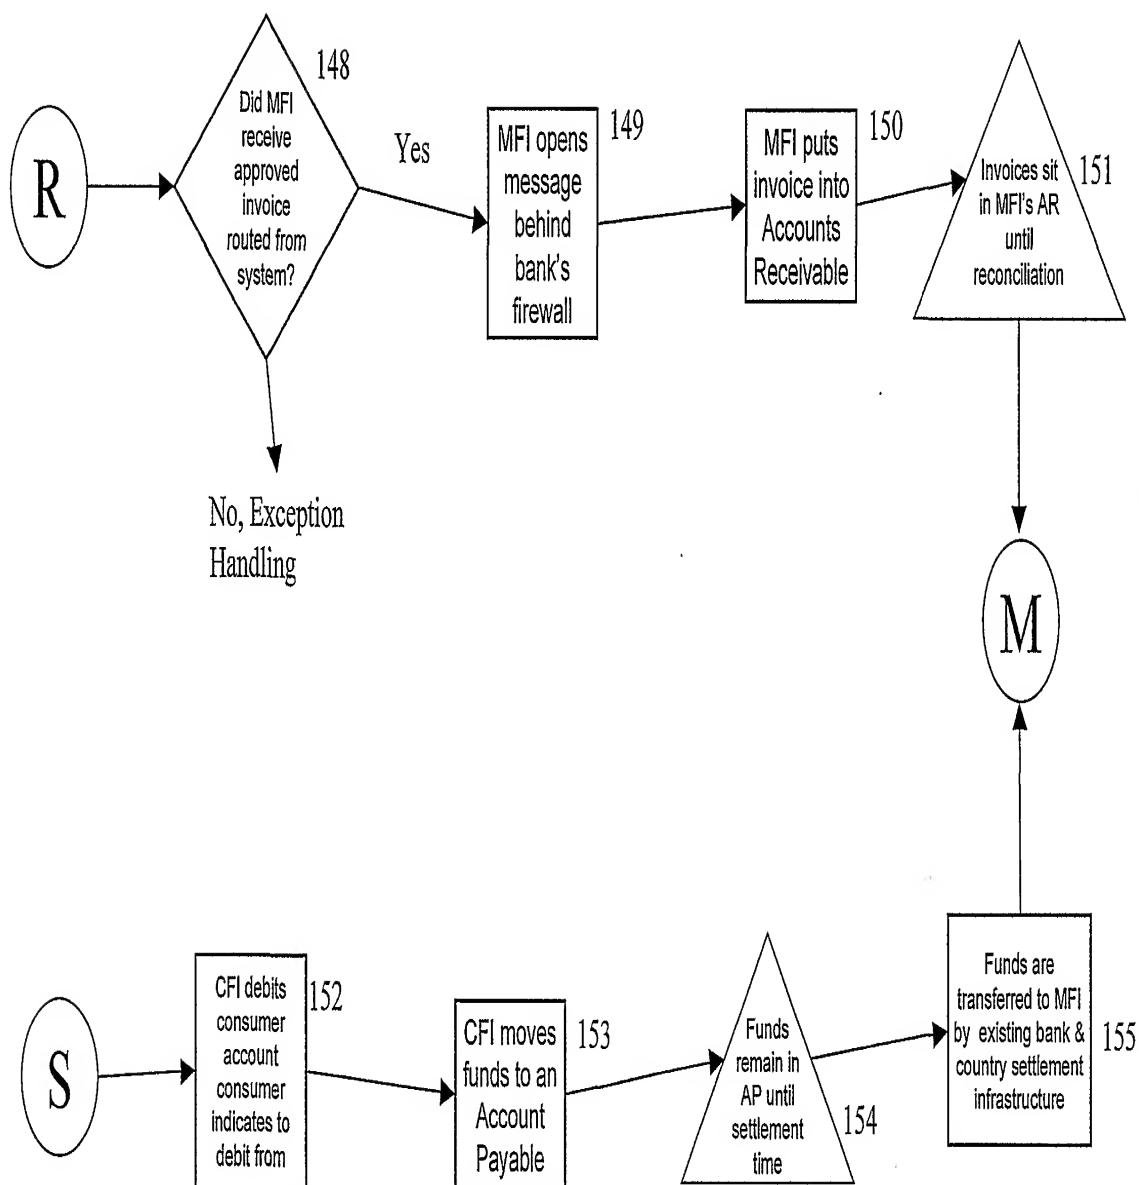 R
Did MFI
receive
approved
invoice
routed from
system?
148
Yes
No, Exception
Handling
MFI opens
message
behind
bank's
firewall
149
MFI puts
invoice into
Accounts
Receivable
150
Invoices sit
in MFI's AR
until
reconciliation
151
M
S
CFI debits
consumer
account
consumer
indicates to
debit from
152
CFI moves
funds to an
Account
Payable
153
Funds
remain in
AP until
settlement
time
154
Funds are
transferred to MFI
by existing bank &
country settlement
infrastructure
155